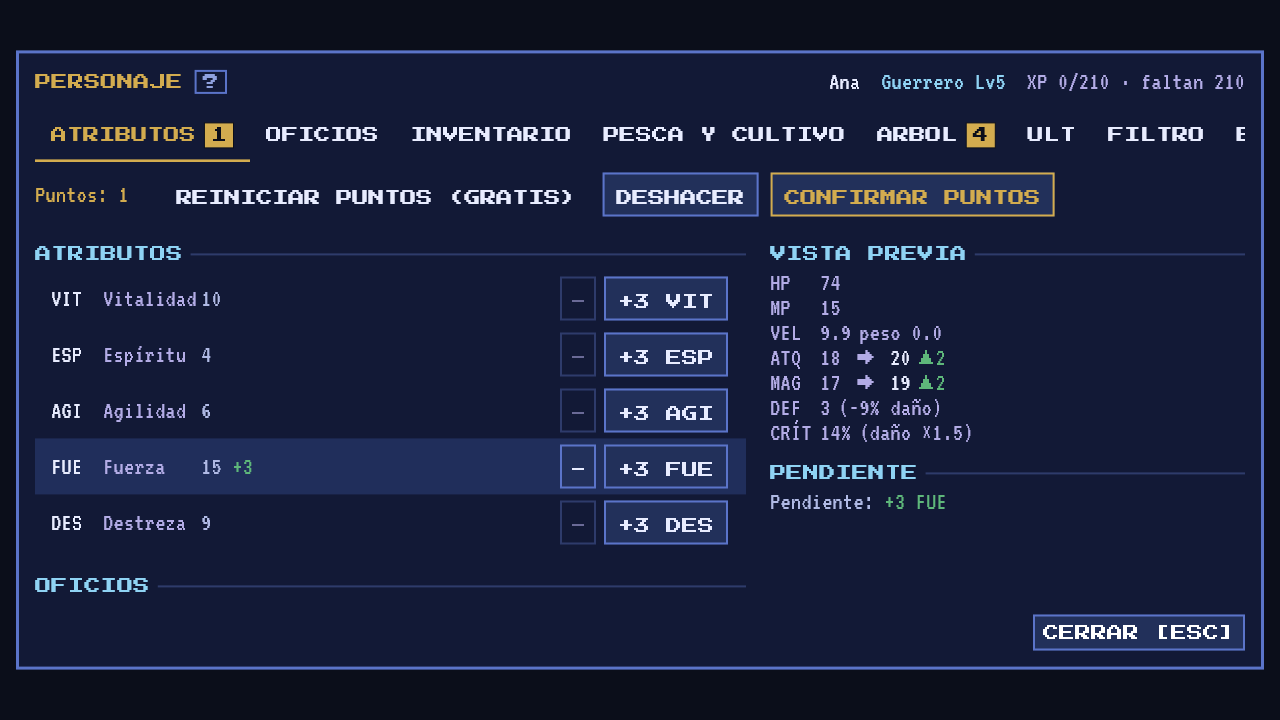 PERSONAJE ?
Ana Guerrero Lv5 XP 0/210 · faltan 210
ATRIBUTOS 1 OFICIOS INVENTARIO PESCA Y CULTIVO ARBOL 4 ULT FILTRO
Puntos: 1 REINICIAR PUNTOS (GRATIS) DESHACER CONFIRMAR PUNTOS
ATRIBUTOS
VIT Vitalidad 10 – +3 VIT
ESP Espíritu 4 – +3 ESP
AGI Agilidad 6 – +3 AGI
FUE Fuerza 15 +3 – +3 FUE
DES Destreza 9 – +3 DES
OFICIOS
VISTA PREVIA
HP 74
MP 15
VEL 9.9 peso 0.0
ATQ 18 ➡ 20 ▲2
MAG 17 ➡ 19 ▲2
DEF 3 (-9% daño)
CRÍT 14% (daño X1.5)
PENDIENTE
Pendiente: +3 FUE
CERRAR [ESC]